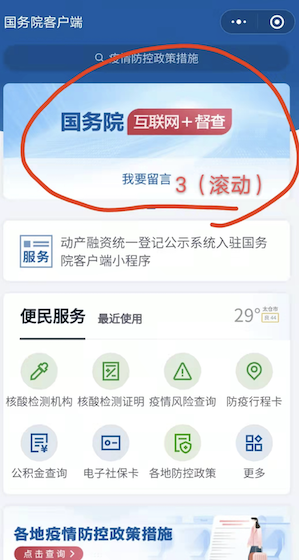 国务院客户端
疫情防控政策措施
国务院 互联网+督查
我要留言 3（滚动）
服务 动产融资统一登记公示系统入驻国务
院客户端小程序
便民服务 最近使用 29° 太仓市
优 44
核酸检测机构 核酸检测证明 疫情风险查询 防疫行程卡
公积金查询 电子社保卡 各地防控政策 更多
各地疫情防控政策措施
点击查询